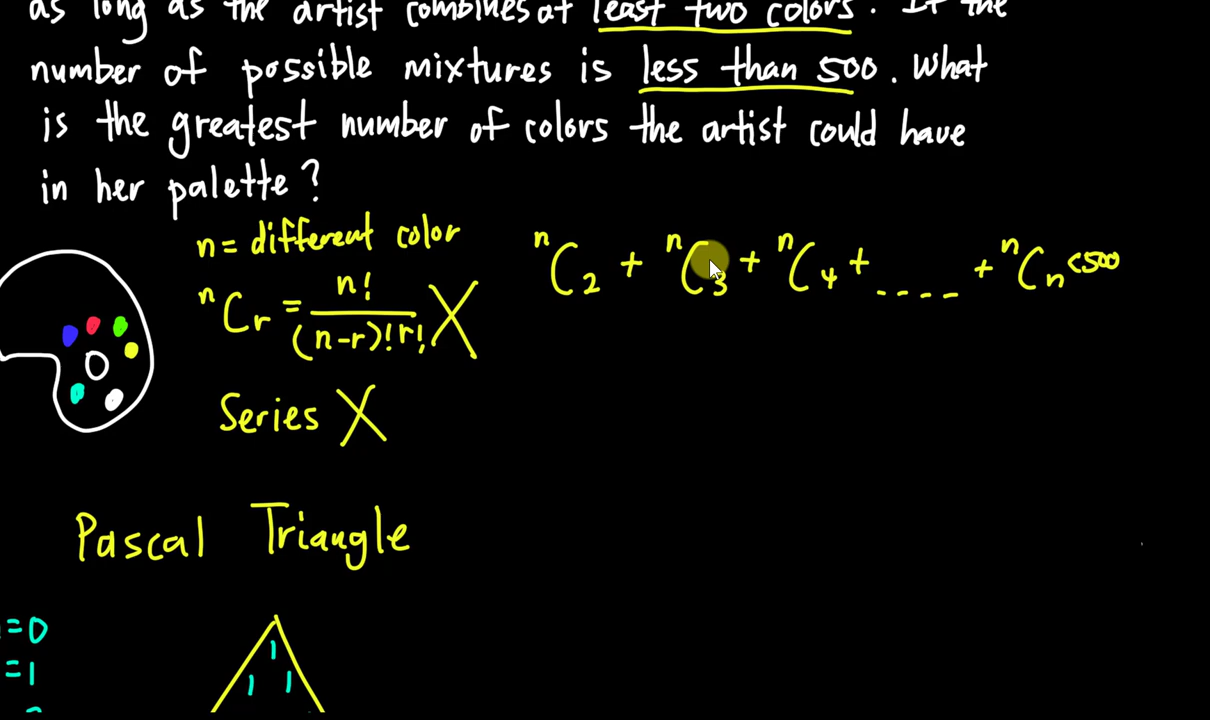 as long as the artist combines at least two colors. If the
number of possible mixtures is less than 500. What
is the greatest number of colors the artist could have
in her palette?
n = different color
ⁿC₂ + ⁿC₃ + ⁿC₄ + ---- + ⁿCₙ <500
ⁿCᵣ = n! / (n-r)! r! X
Series X
Pascal Triangle
=0
1
=1
1 1